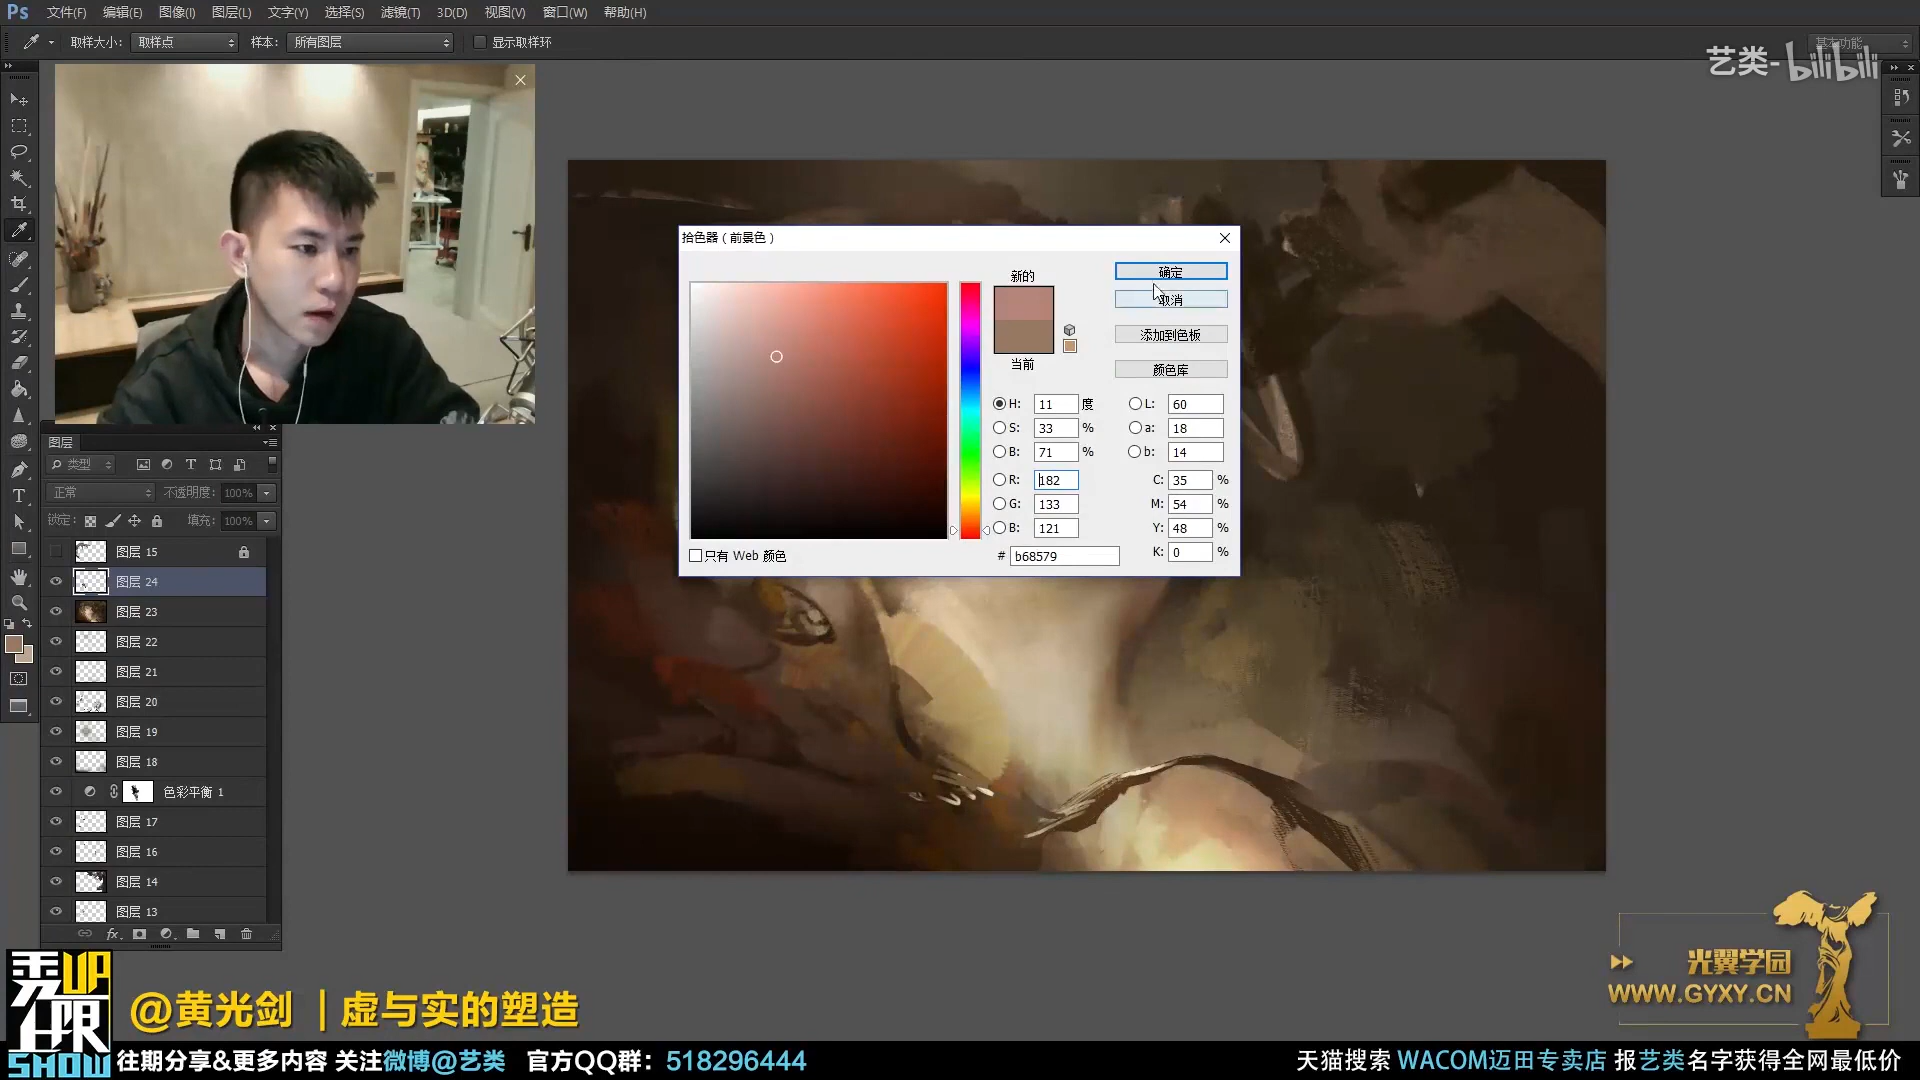 Ps 文件(F) 编辑(E) 图像(I) 图层(L) 文字(Y) 选择(S) 滤镜(T) 3D(D) 视图(V) 窗口(W) 帮助(H)
取样大小: 取样点 样本: 所有图层 显示取样环 基本功能
艺类-bilibili
拾色器 ( 前景色 )
新的
当前
确定
取消
添加到色板
颜色库
H: 11 度 L: 60
S: 33 % a: 18
B: 71 % b: 14
R: 182 C: 35 %
G: 133 M: 54 %
B: 121 Y: 48 %
K: 0 %
只有 Web 颜色 # b68579
图层
类型
正常 不透明度: 100%
锁定: 填充: 100%
图层 15
图层 24
图层 23
图层 22
图层 21
图层 20
图层 19
图层 18
色彩平衡 1
图层 17
图层 16
图层 14
图层 13
光翼学园
WWW.GYXY.CN
@黄光剑 | 虚与实的塑造
SHOW
往期分享&更多内容 关注微博@艺类 官方QQ群: 518296444
天猫搜索 WACOM迈田专卖店 报艺类名字获得全网最低价